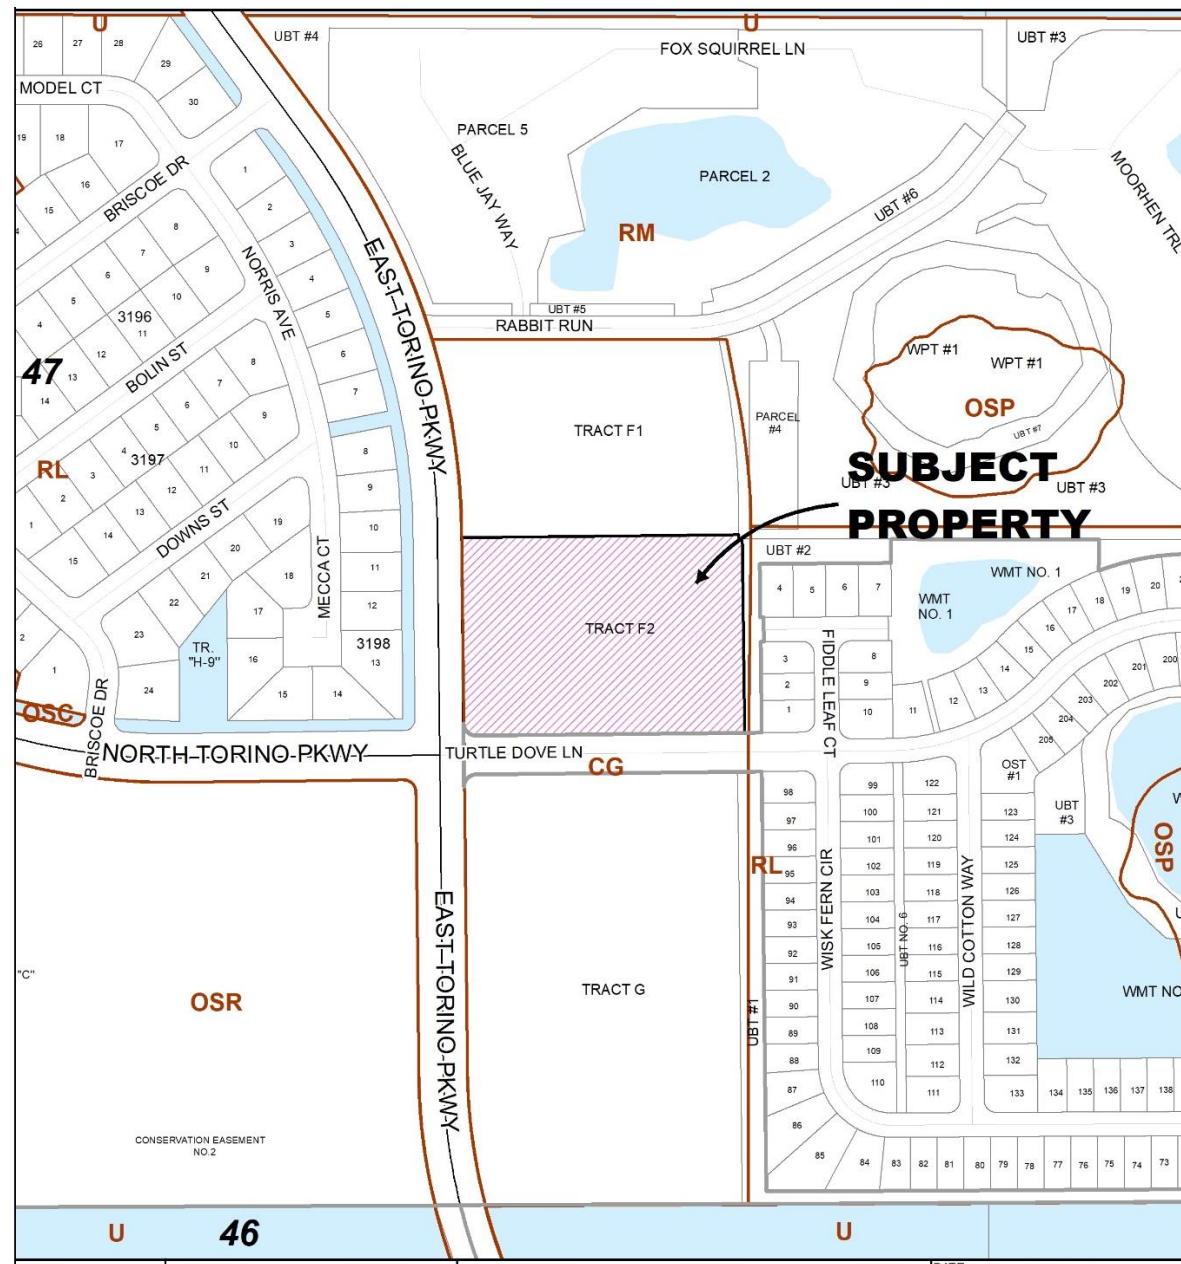 U
U
26
27
28
29
30
MODEL CT
UBT #4
FOX SQUIRREL LN
UBT #3
19
18
17
16
15
4
BRISCOE DR
PARCEL 5
BLUE JAY WAY
PARCEL 2
RM
UBT #6
MOORHEN TRL
1
2
3
4
5
6
7
NORRIS AVE
EAST TORINO PKWY
8
7
6
5
4
9
10
3196
11
12
13
14
47
BOLIN ST
UBT #5
RABBIT RUN
WPT #1
WPT #1
OSP
UBT #7
UBT #3
UBT #3
PARCEL
#4
TRACT F1
SUBJECT
PROPERTY
RL
8
7
6
5
4
3
2
1
3197
9
10
11
12
13
14
15
DOWNS ST
8
9
10
11
12
3198
13
14
15
16
17
18
19
20
21
22
23
24
MECCA CT
TR.
"H-9"
2
1
OSC
BRISCOE DR
NORTH TORINO PKWY
TRACT F2
TURTLE DOVE LN
CG
UBT #2
4
5
6
7
3
2
1
FIDDLE LEAF CT
8
9
10
11
12
13
14
15
16
17
18
19
20
WMT
NO. 1
WMT NO. 1
200
201
202
203
204
205
OST
#1
UBT
#3
OSP
RL
98
97
96
95
94
93
92
91
90
89
88
87
86
85
WISK FERN CIR
99
100
101
102
103
104
105
106
107
108
109
110
UBT NO. 6
122
121
120
119
118
117
116
115
114
113
112
111
WILD COTTON WAY
123
124
125
126
127
128
129
130
131
132
133
134
135
136
137
138
WMT NO
84
83
82
81
80
79
78
77
76
75
74
73
UBT #1
TRACT G
EAST TORINO PKWY
"C"
OSR
CONSERVATION EASEMENT
NO.2
U
46
U